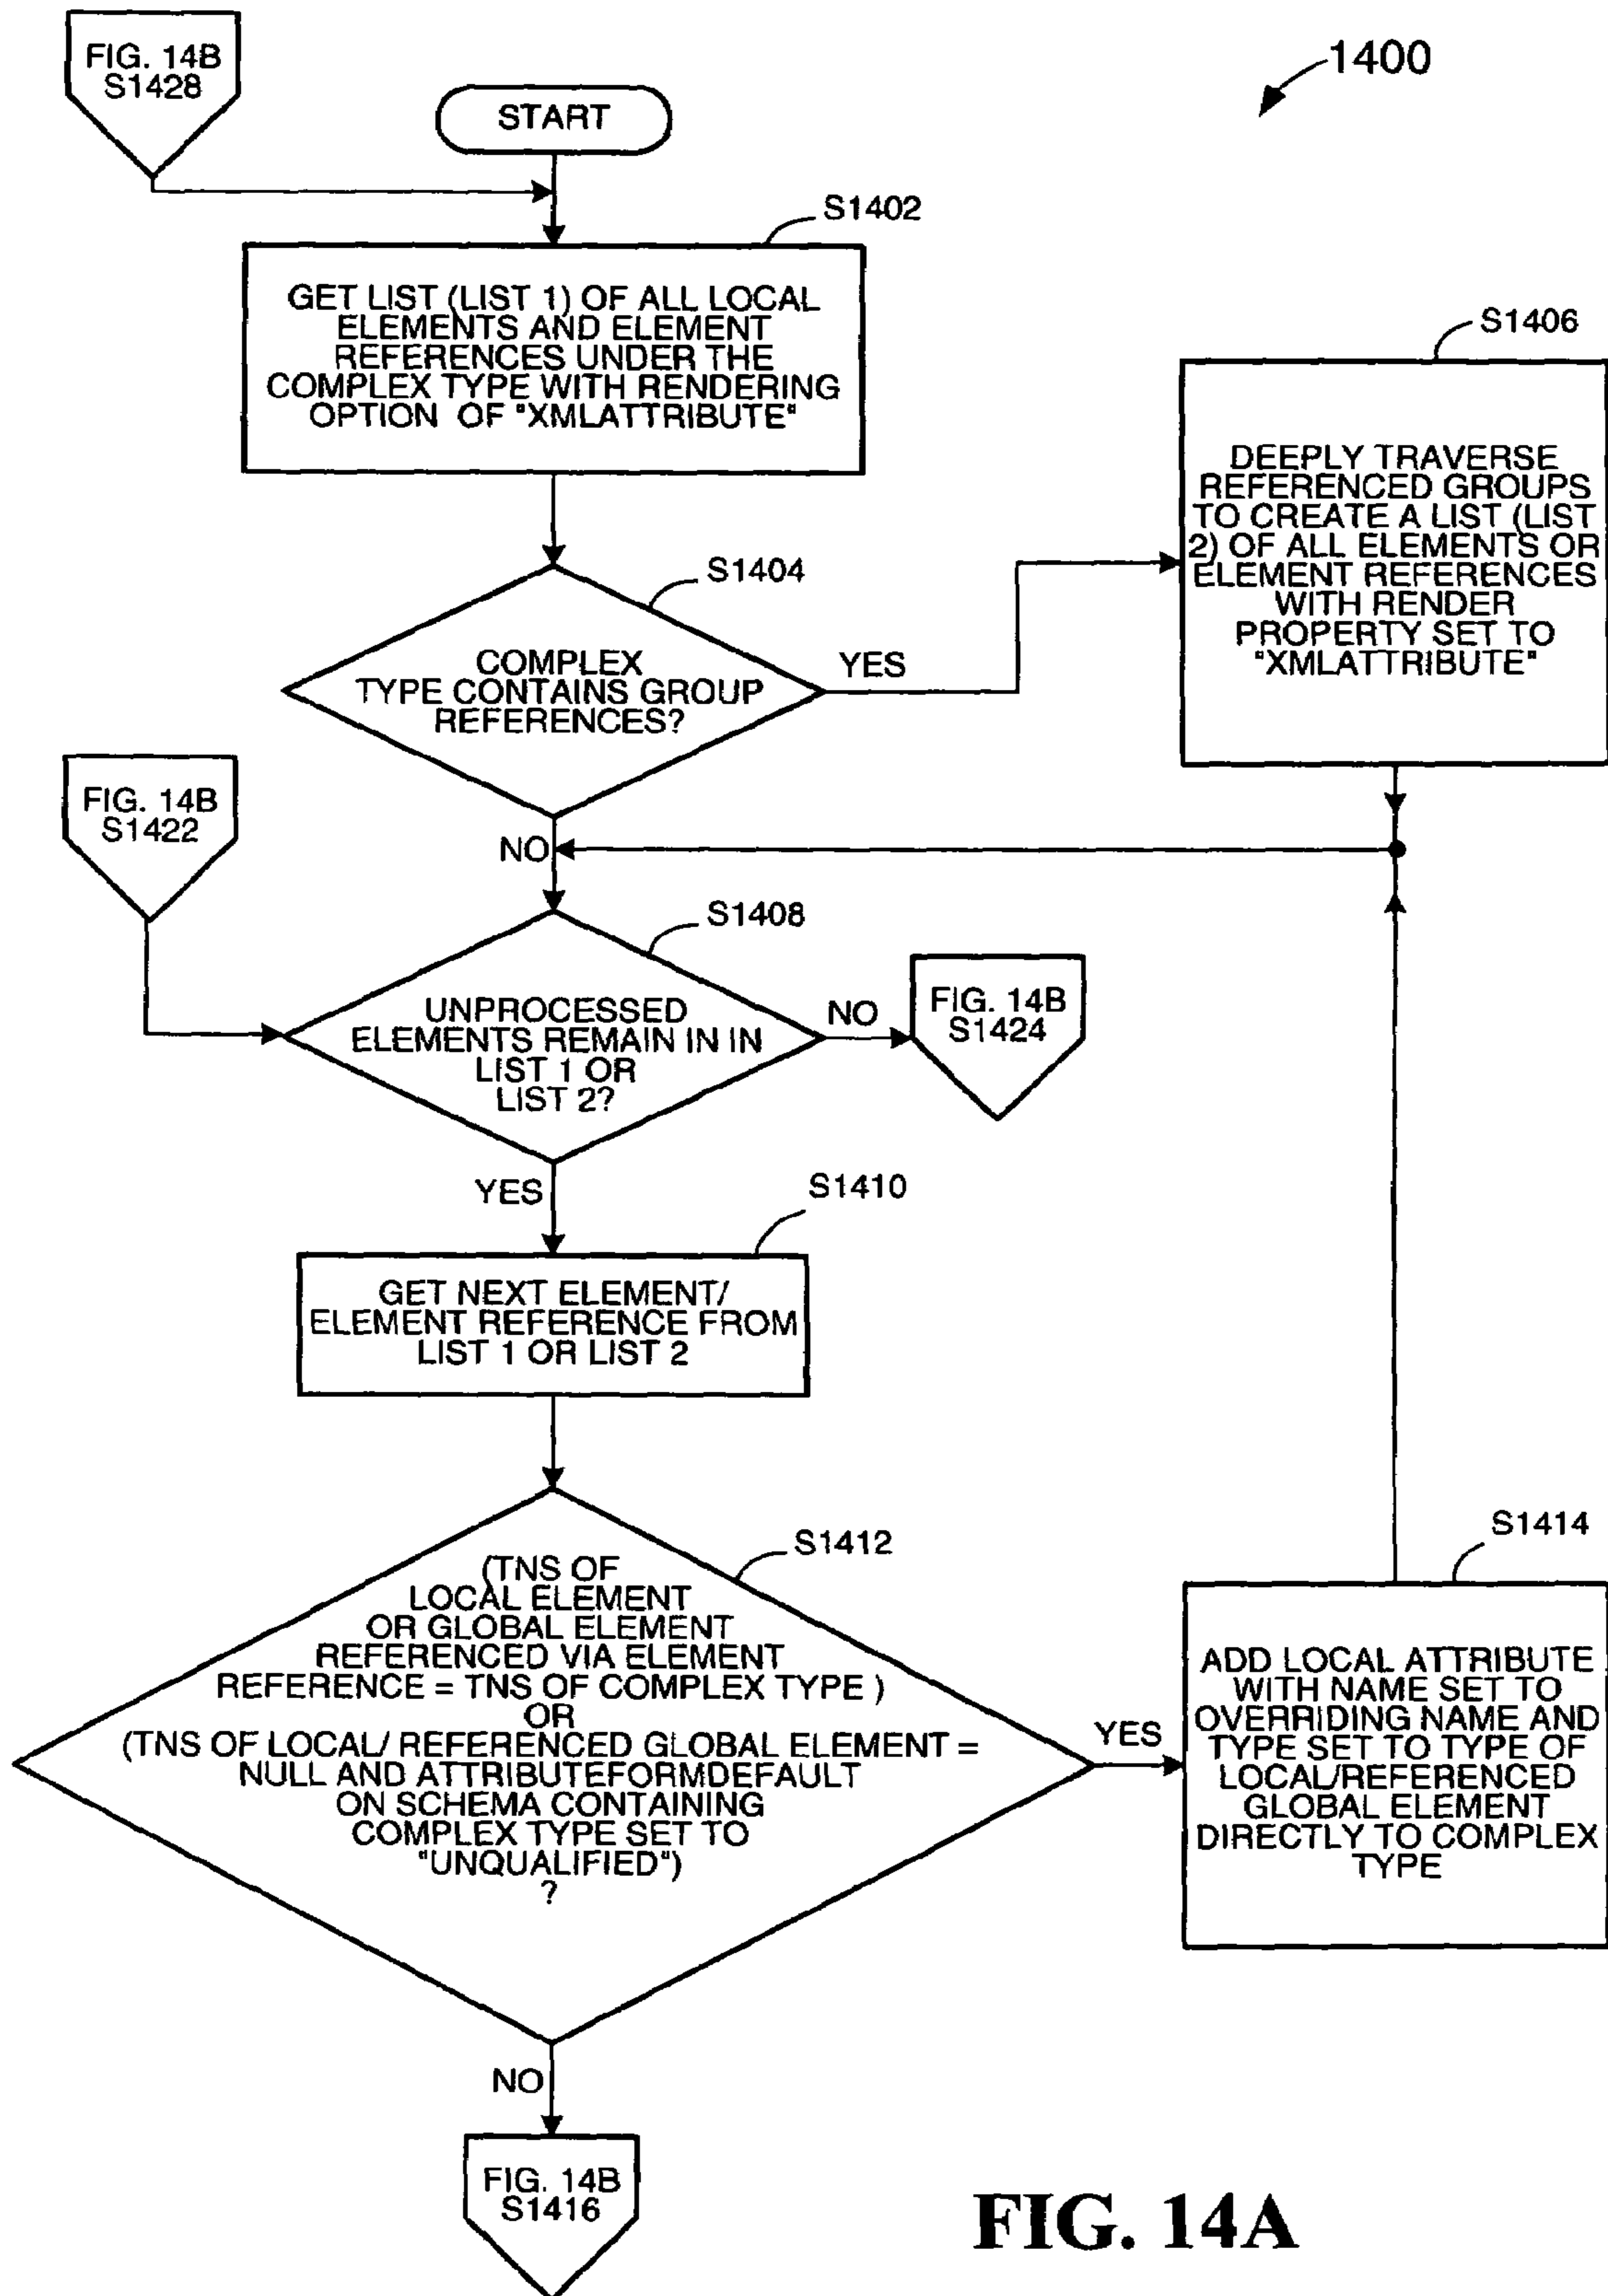 FIG. 14B
S1428
START
1400
S1402
GET LIST (LIST 1) OF ALL LOCAL
ELEMENTS AND ELEMENT
REFERENCES UNDER THE
COMPLEX TYPE WITH RENDERING
OPTION OF "XMLATTRIBUTE"
S1406
DEEPLY TRAVERSE
REFERENCED GROUPS
TO CREATE A LIST (LIST
2) OF ALL ELEMENTS OR
ELEMENT REFERENCES
WITH RENDER
PROPERTY SET TO
"XMLATTRIBUTE"
S1404
COMPLEX
TYPE CONTAINS GROUP
REFERENCES?
YES
NO
FIG. 14B
S1422
S1408
UNPROCESSED
ELEMENTS REMAIN IN IN
LIST 1 OR
LIST 2?
NO
FIG. 14B
S1424
YES
S1410
GET NEXT ELEMENT/
ELEMENT REFERENCE FROM
LIST 1 OR LIST 2
S1412
(TNS OF
LOCAL ELEMENT
OR GLOBAL ELEMENT
REFERENCED VIA ELEMENT
REFERENCE = TNS OF COMPLEX TYPE )
OR
(TNS OF LOCAL/ REFERENCED GLOBAL ELEMENT =
NULL AND ATTRIBUTEFORMDEFAULT
ON SCHEMA CONTAINING
COMPLEX TYPE SET TO
"UNQUALIFIED")
?
YES
S1414
ADD LOCAL ATTRIBUTE
WITH NAME SET TO
OVERRIDING NAME AND
TYPE SET TO TYPE OF
LOCAL/REFERENCED
GLOBAL ELEMENT
DIRECTLY TO COMPLEX
TYPE
NO
FIG. 14B
S1416
FIG. 14A